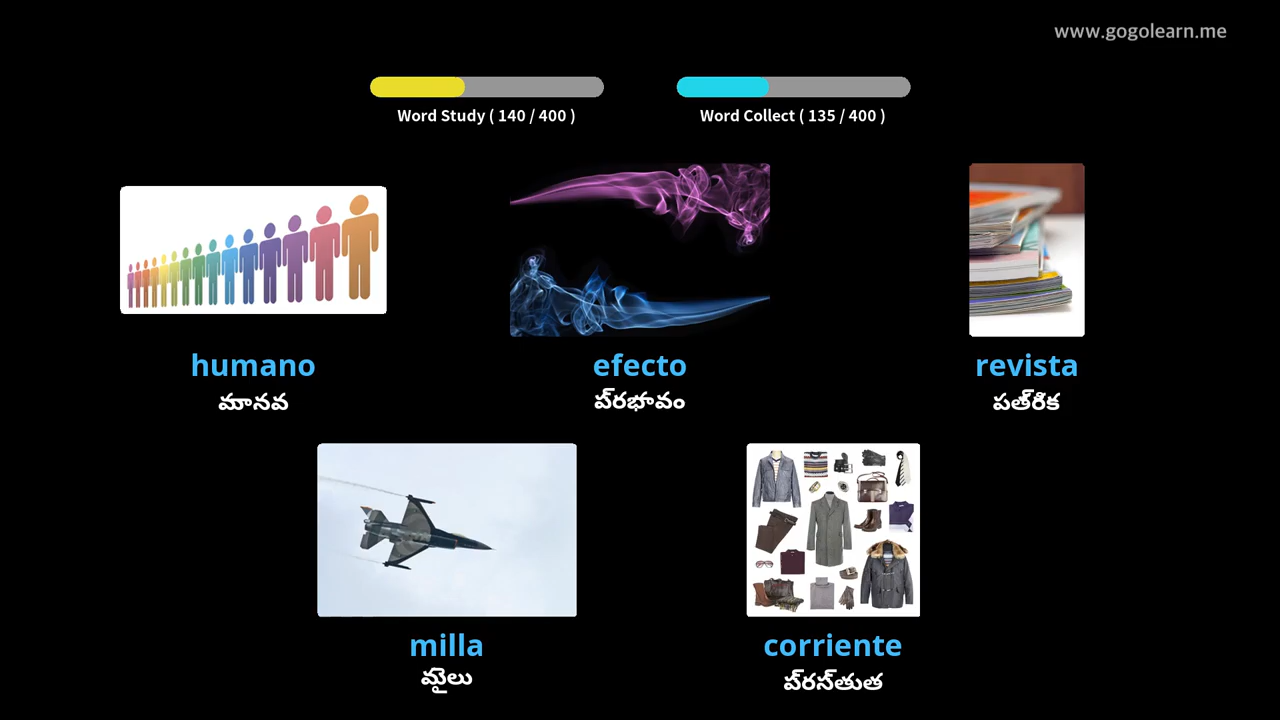 www.gogolearn.me
Word Study ( 140 / 400 )
Word Collect ( 135 / 400 )
humano
మానవ
efecto
ప్రభావం
revista
పత్రిక
milla
మైలు
corriente
ప్రస్తుత